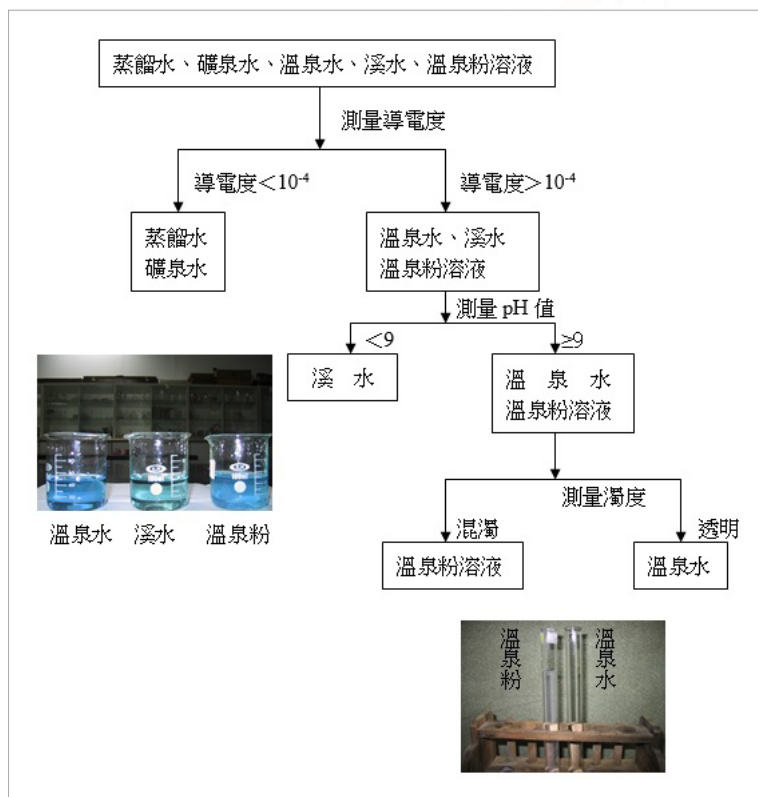 蒸餾水、礦泉水、溫泉水、溪水、溫泉粉溶液
測量導電度
導電度＜10⁻⁴
導電度＞10⁻⁴
蒸餾水
礦泉水
溫泉水、溪水
溫泉粉溶液
測量 pH 值
＜9
≥9
溪 水
溫 泉 水
溫泉粉溶液
溫泉水 溪水 溫泉粉
測量濁度
混濁
透明
溫泉粉溶液
溫泉水
溫泉粉
溫泉水